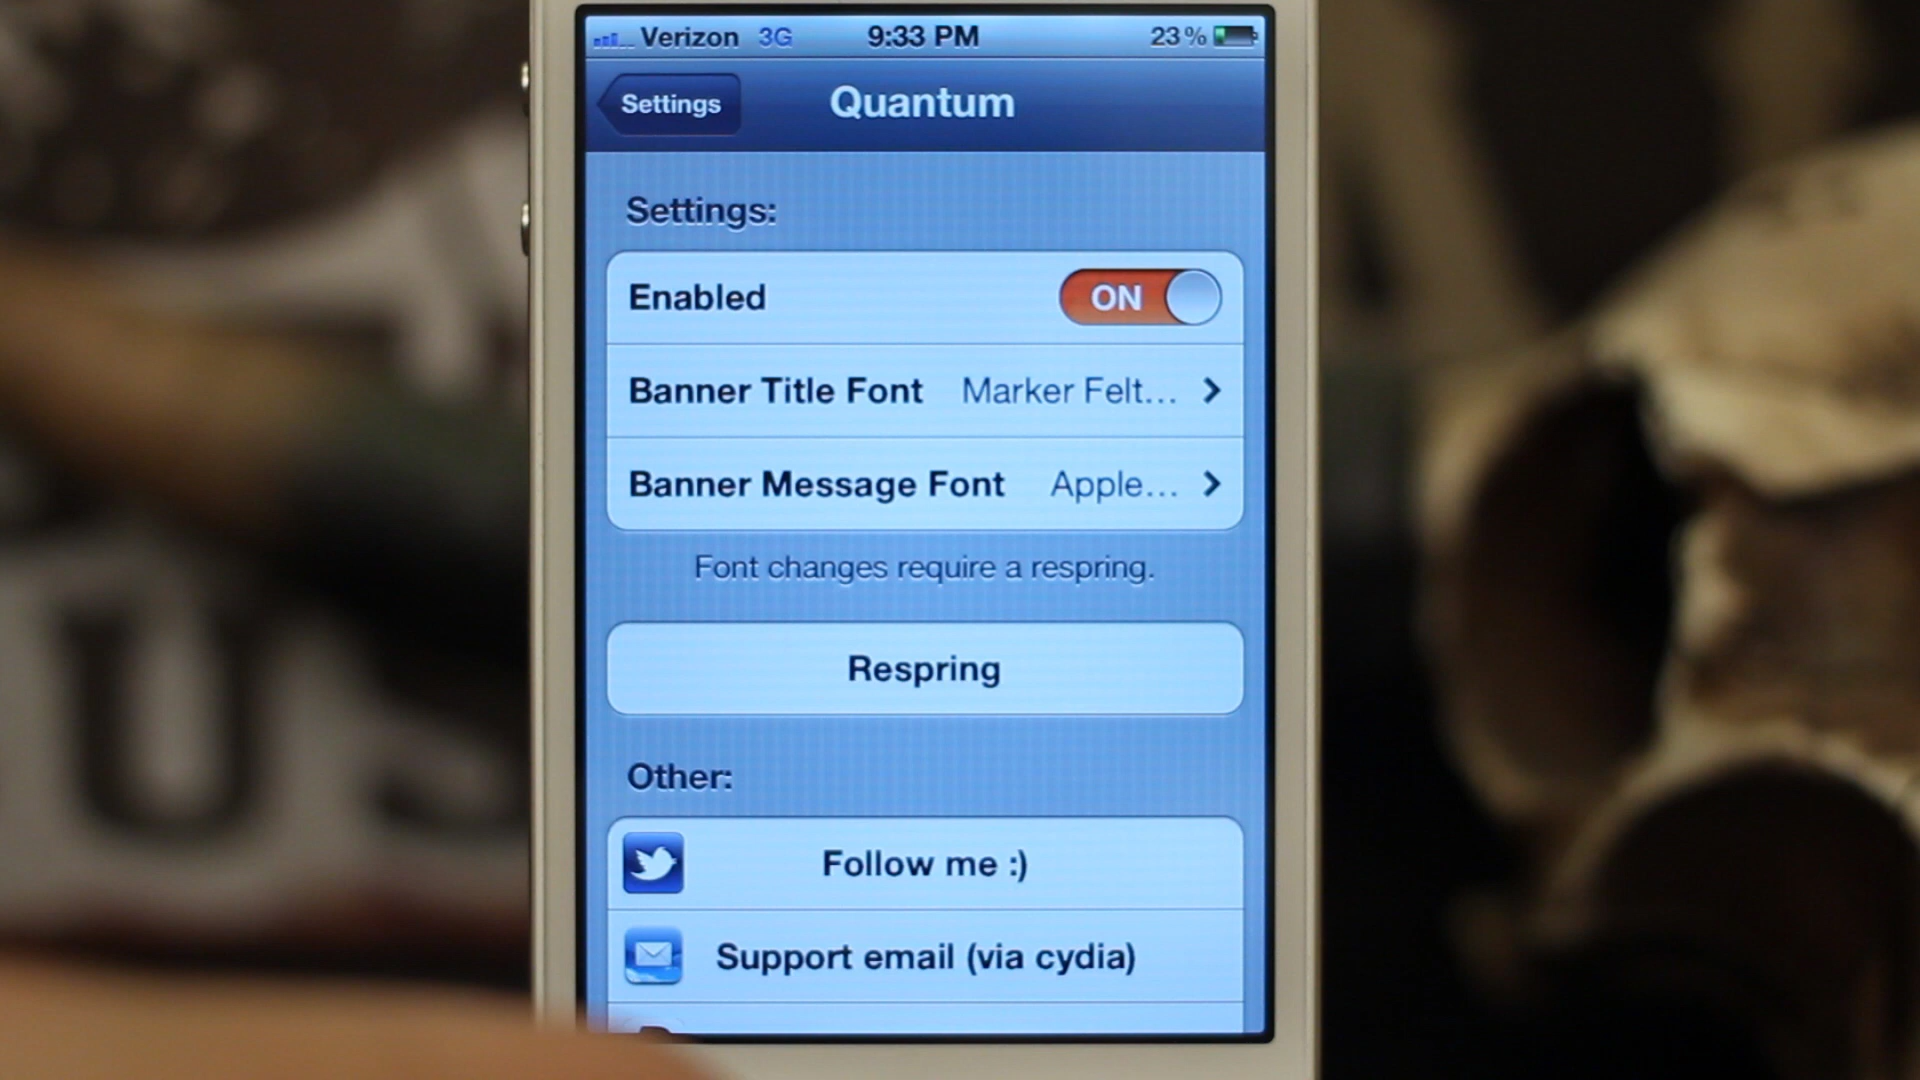 Verizon 3G 9:33 PM 23%
Settings Quantum
Settings:
Enabled ON
Banner Title Font Marker Felt...
Banner Message Font Apple...
Font changes require a respring.
Respring
Other:
Follow me :)
Support email (via cydia)
US